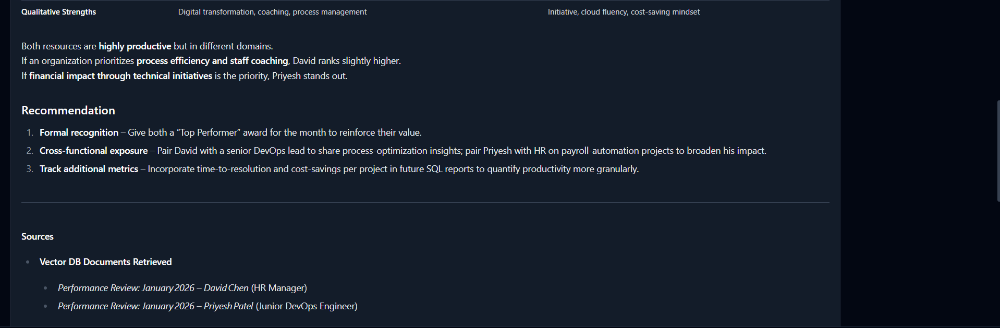 Qualitative Strengths Digital transformation, coaching, process management Initiative, cloud fluency, cost-saving mindset
Both resources are highly productive but in different domains.
If an organization prioritizes process efficiency and staff coaching, David ranks slightly higher.
If financial impact through technical initiatives is the priority, Priyesh stands out.
Recommendation
1. Formal recognition – Give both a “Top Performer” award for the month to reinforce their value.
2. Cross-functional exposure – Pair David with a senior DevOps lead to share process-optimization insights; pair Priyesh with HR on payroll-automation projects to broaden his impact.
3. Track additional metrics – Incorporate time-to-resolution and cost-savings per project in future SQL reports to quantify productivity more granularly.
Sources
• Vector DB Documents Retrieved
• Performance Review: January 2026 – David Chen (HR Manager)
• Performance Review: January 2026 – Priyesh Patel (Junior DevOps Engineer)